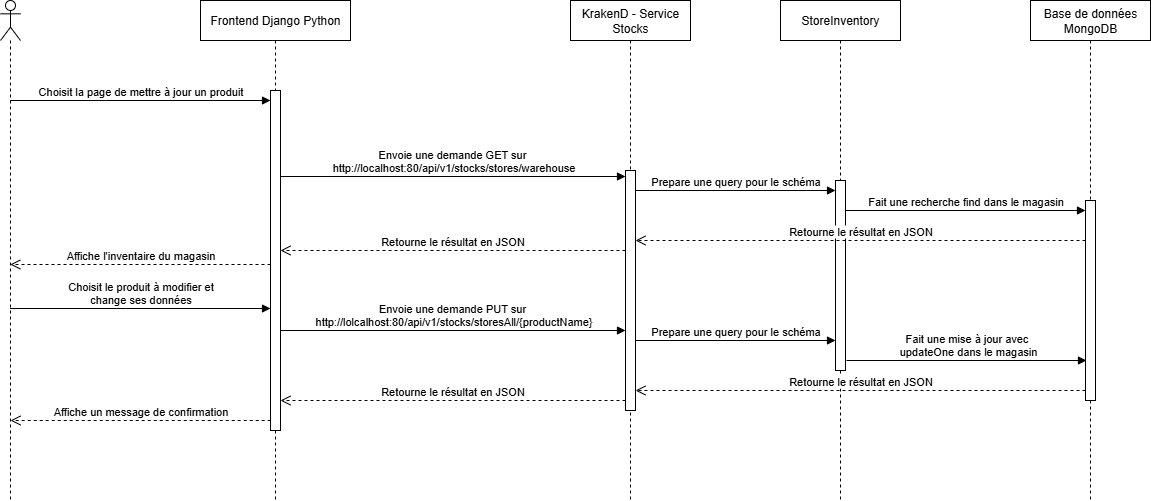 Frontend Django Python
KrakenD - Service
Stocks
StoreInventory
Base de données
MongoDB
Choisit la page de mettre à jour un produit
Envoie une demande GET sur
http://localhost:80/api/v1/stocks/stores/warehouse
Prepare une query pour le schéma
Fait une recherche find dans le magasin
Retourne le résultat en JSON
Retourne le résultat en JSON
Affiche l'inventaire du magasin
Choisit le produit à modifier et
change ses données
Envoie une demande PUT sur
http://lolcalhost:80/api/v1/stocks/storesAll/{productName}
Prepare une query pour le schéma
Fait une mise à jour avec
updateOne dans le magasin
Retourne le résultat en JSON
Retourne le résultat en JSON
Affiche un message de confirmation